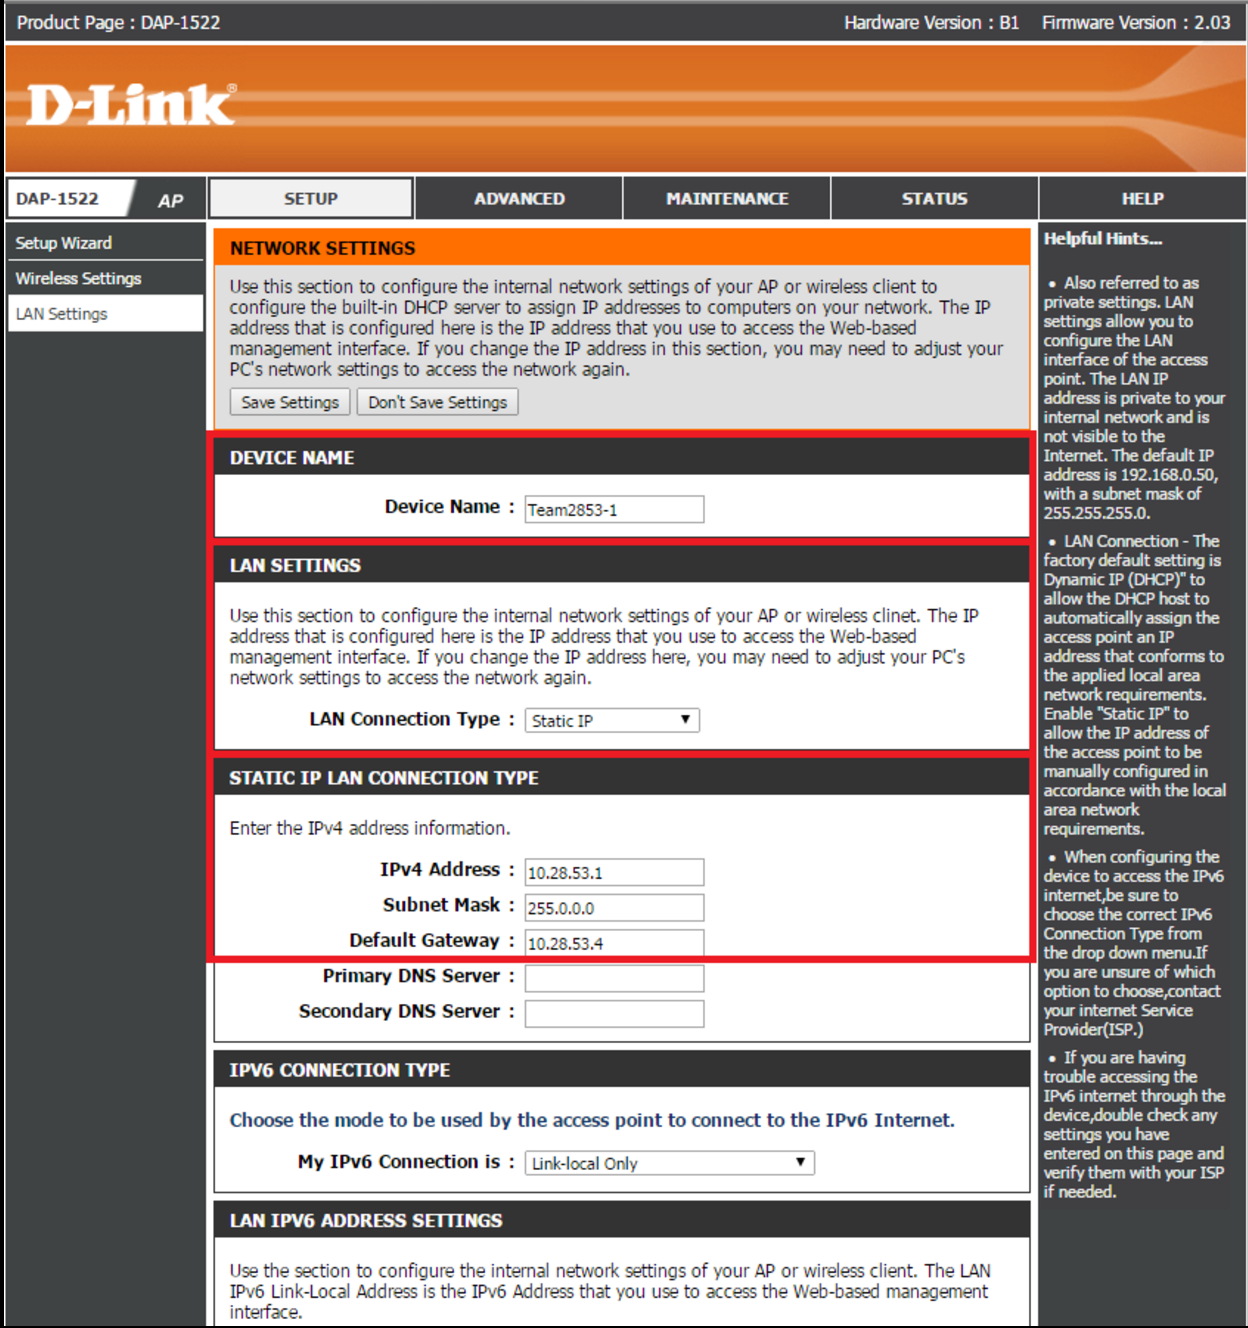 Product Page : DAP-1522
Hardware Version : B1 Firmware Version : 2.03
D-Link®
DAP-1522 AP SETUP ADVANCED MAINTENANCE STATUS HELP
Setup Wizard
Wireless Settings
LAN Settings
NETWORK SETTINGS
Use this section to configure the internal network settings of your AP or wireless client to
configure the built-in DHCP server to assign IP addresses to computers on your network. The IP
address that is configured here is the IP address that you use to access the Web-based
management interface. If you change the IP address in this section, you may need to adjust your
PC's network settings to access the network again.
Save Settings Don't Save Settings
DEVICE NAME
Device Name : Team2853-1
LAN SETTINGS
Use this section to configure the internal network settings of your AP or wireless clinet. The IP
address that is configured here is the IP address that you use to access the Web-based
management interface. If you change the IP address here, you may need to adjust your PC's
network settings to access the network again.
LAN Connection Type : Static IP
STATIC IP LAN CONNECTION TYPE
Enter the IPv4 address information.
IPv4 Address : 10.28.53.1
Subnet Mask : 255.0.0.0
Default Gateway : 10.28.53.4
Primary DNS Server :
Secondary DNS Server :
IPV6 CONNECTION TYPE
Choose the mode to be used by the access point to connect to the IPv6 Internet.
My IPv6 Connection is : Link-local Only
LAN IPV6 ADDRESS SETTINGS
Use the section to configure the internal network settings of your AP or wireless client. The LAN
IPv6 Link-Local Address is the IPv6 Address that you use to access the Web-based management
interface.
Helpful Hints...
• Also referred to as
private settings. LAN
settings allow you to
configure the LAN
interface of the access
point. The LAN IP
address is private to your
internal network and is
not visible to the
Internet. The default IP
address is 192.168.0.50,
with a subnet mask of
255.255.255.0.
• LAN Connection - The
factory default setting is
Dynamic IP (DHCP)" to
allow the DHCP host to
automatically assign the
access point an IP
address that conforms to
the applied local area
network requirements.
Enable "Static IP" to
allow the IP address of
the access point to be
manually configured in
accordance with the local
area network
requirements.
• When configuring the
device to access the IPv6
internet,be sure to
choose the correct IPv6
Connection Type from
the drop down menu.If
you are unsure of which
option to choose,contact
your internet Service
Provider(ISP.)
• If you are having
trouble accessing the
IPv6 internet through the
device,double check any
settings you have
entered on this page and
verify them with your ISP
if needed.